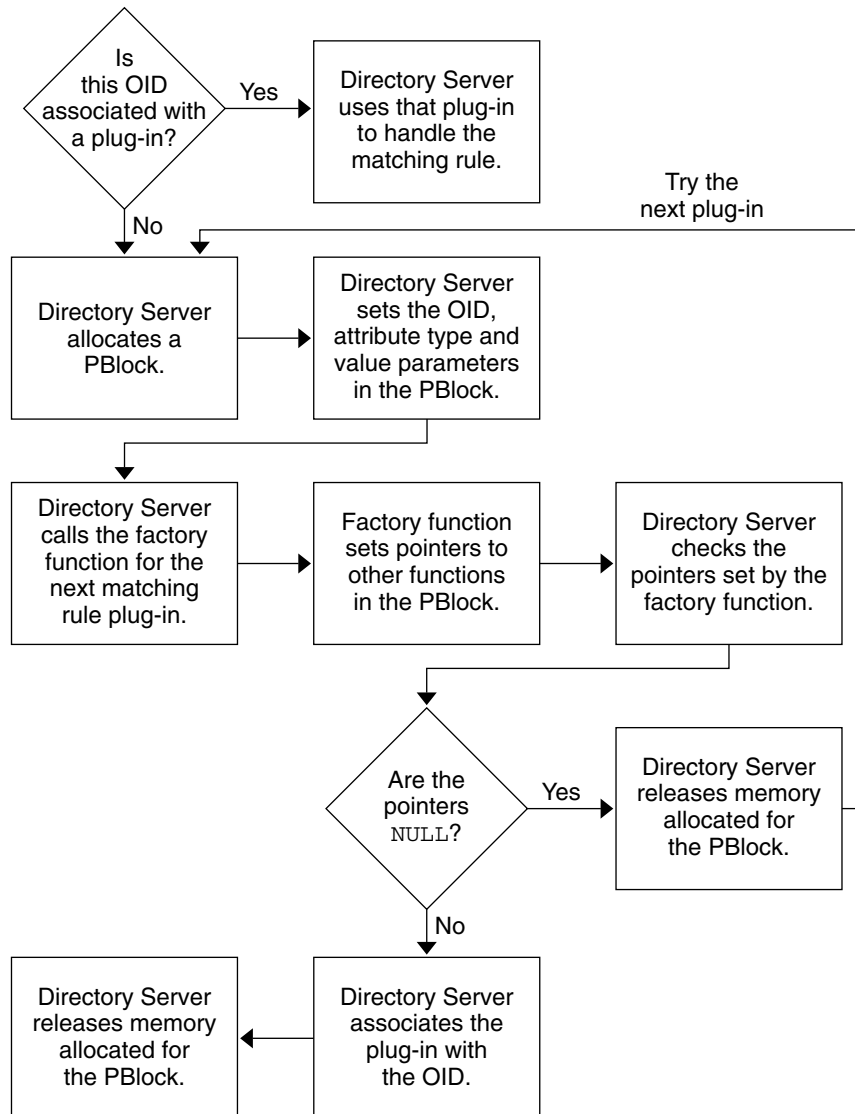 Is
this OID
associated with
a plug-in?
Yes
Directory Server
uses that plug-in
to handle the
matching rule.
Try the
next plug-in
No
Directory Server
allocates a
PBlock.
Directory Server
sets the OID,
attribute type and
value parameters
in the PBlock.
Directory Server
calls the factory
function for the
next matching
rule plug-in.
Factory function
sets pointers to
other functions
in the PBlock.
Directory Server
checks the
pointers set by the
factory function.
Are the
pointers
NULL?
Yes
Directory Server
releases memory
allocated for
the PBlock.
No
Directory Server
releases memory
allocated for
the PBlock.
Directory Server
associates the
plug-in with
the OID.